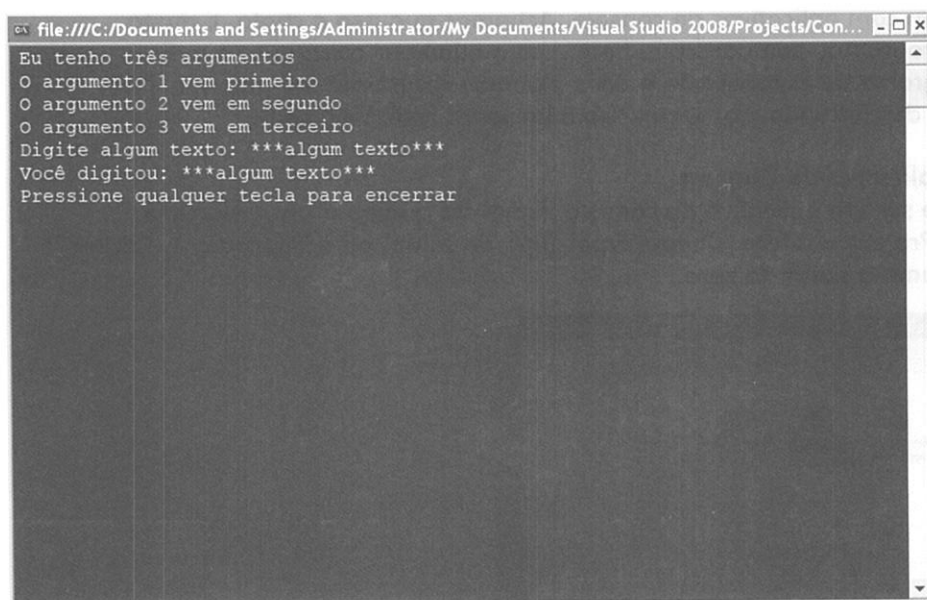 file:///C:/Documents and Settings/Administrator/My Documents/Visual Studio 2008/Projects/Con...
Eu tenho três argumentos
O argumento 1 vem primeiro
O argumento 2 vem em segundo
O argumento 3 vem em terceiro
Digite algum texto: ***algum texto***
Você digitou: ***algum texto***
Pressione qualquer tecla para encerrar